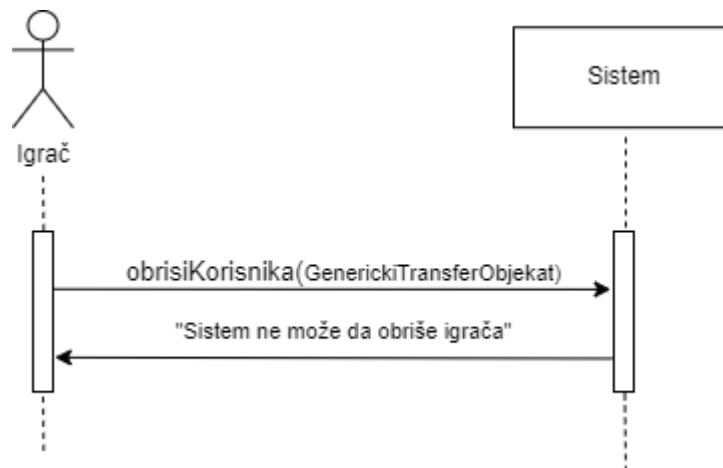 Sistem
Igrač
obrisiKorisnika(GenerickiTransferObjekat)
"Sistem ne može da obriše igrača"